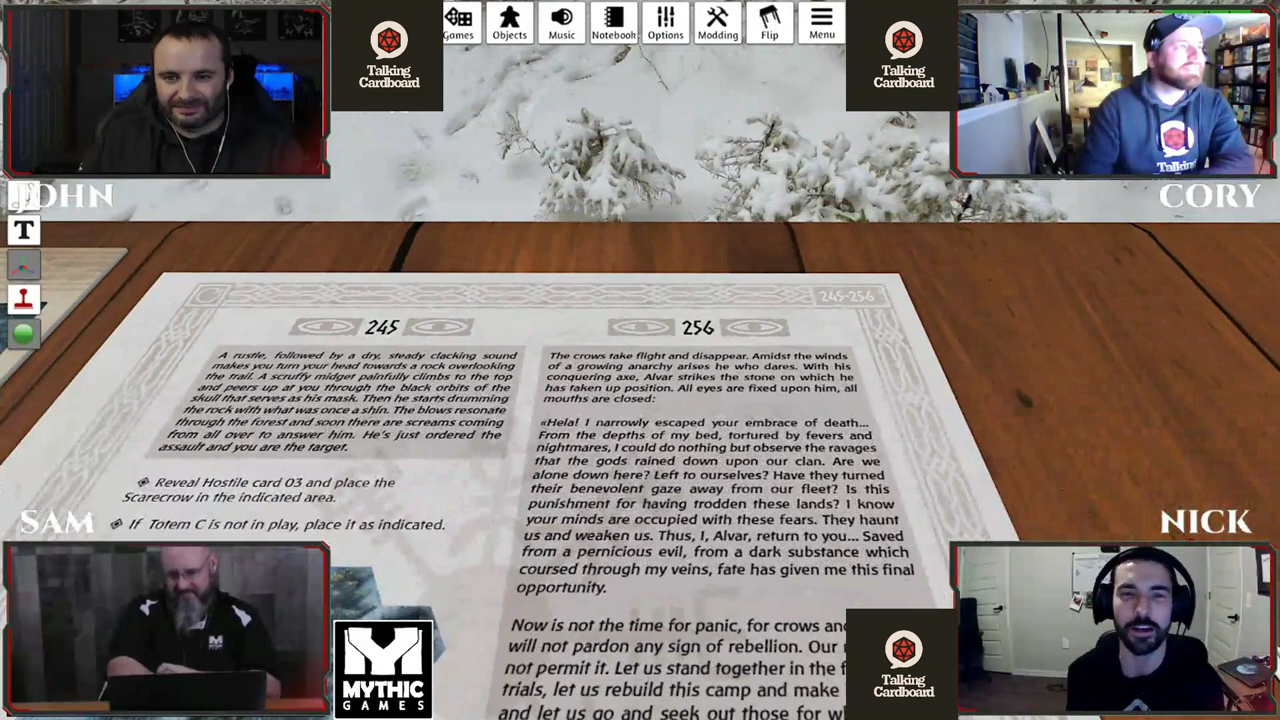 Games
Objects
Music
Notebook
Options
Modding
Flip
Menu
Talking
Cardboard
Talking
Cardboard
Talking
JOHN
CORY
T
245-256
245
A rustle, followed by a dry, steady clacking sound
makes you turn your head towards a rock overlooking
the trail. A scruffy midget painfully climbs to the top
and peers up at you through the black orbits of the
skull that serves as his mask. Then he starts drumming
the rock with what was once a shin. The blows resonate
through the forest and soon there are screams coming
from all over to answer him. He's just ordered the
assault and you are the target.
Reveal Hostile card 03 and place the
Scarecrow in the indicated area.
If Totem C is not in play, place it as indicated.
256
The crows take flight and disappear. Amidst the winds
of a growing anarchy arises he who dares. With his
conquering axe, Alvar strikes the stone on which he
has taken up position. All eyes are fixed upon him, all
mouths are closed:
«Hela! I narrowly escaped your embrace of death...
From the depths of my bed, tortured by fevers and
nightmares, I could do nothing but observe the ravages
that the gods rained down upon our clan. Are we
alone down here? Left to ourselves? Have they turned
their benevolent gaze away from our fleet? Is this
punishment for having trodden these lands? I know
your minds are occupied with these fears. They haunt
us and weaken us. Thus, I, Alvar, return to you... Saved
from a pernicious evil, from a dark substance which
coursed through my veins, fate has given me this final
opportunity.
Now is not the time for panic, for crows and
will not pardon any sign of rebellion. Our
not permit it. Let us stand together in the f
trials, let us rebuild this camp and make
and let us go and seek out those for wh
SAM
NICK
MYTHIC
GAMES
Talking
Cardboard